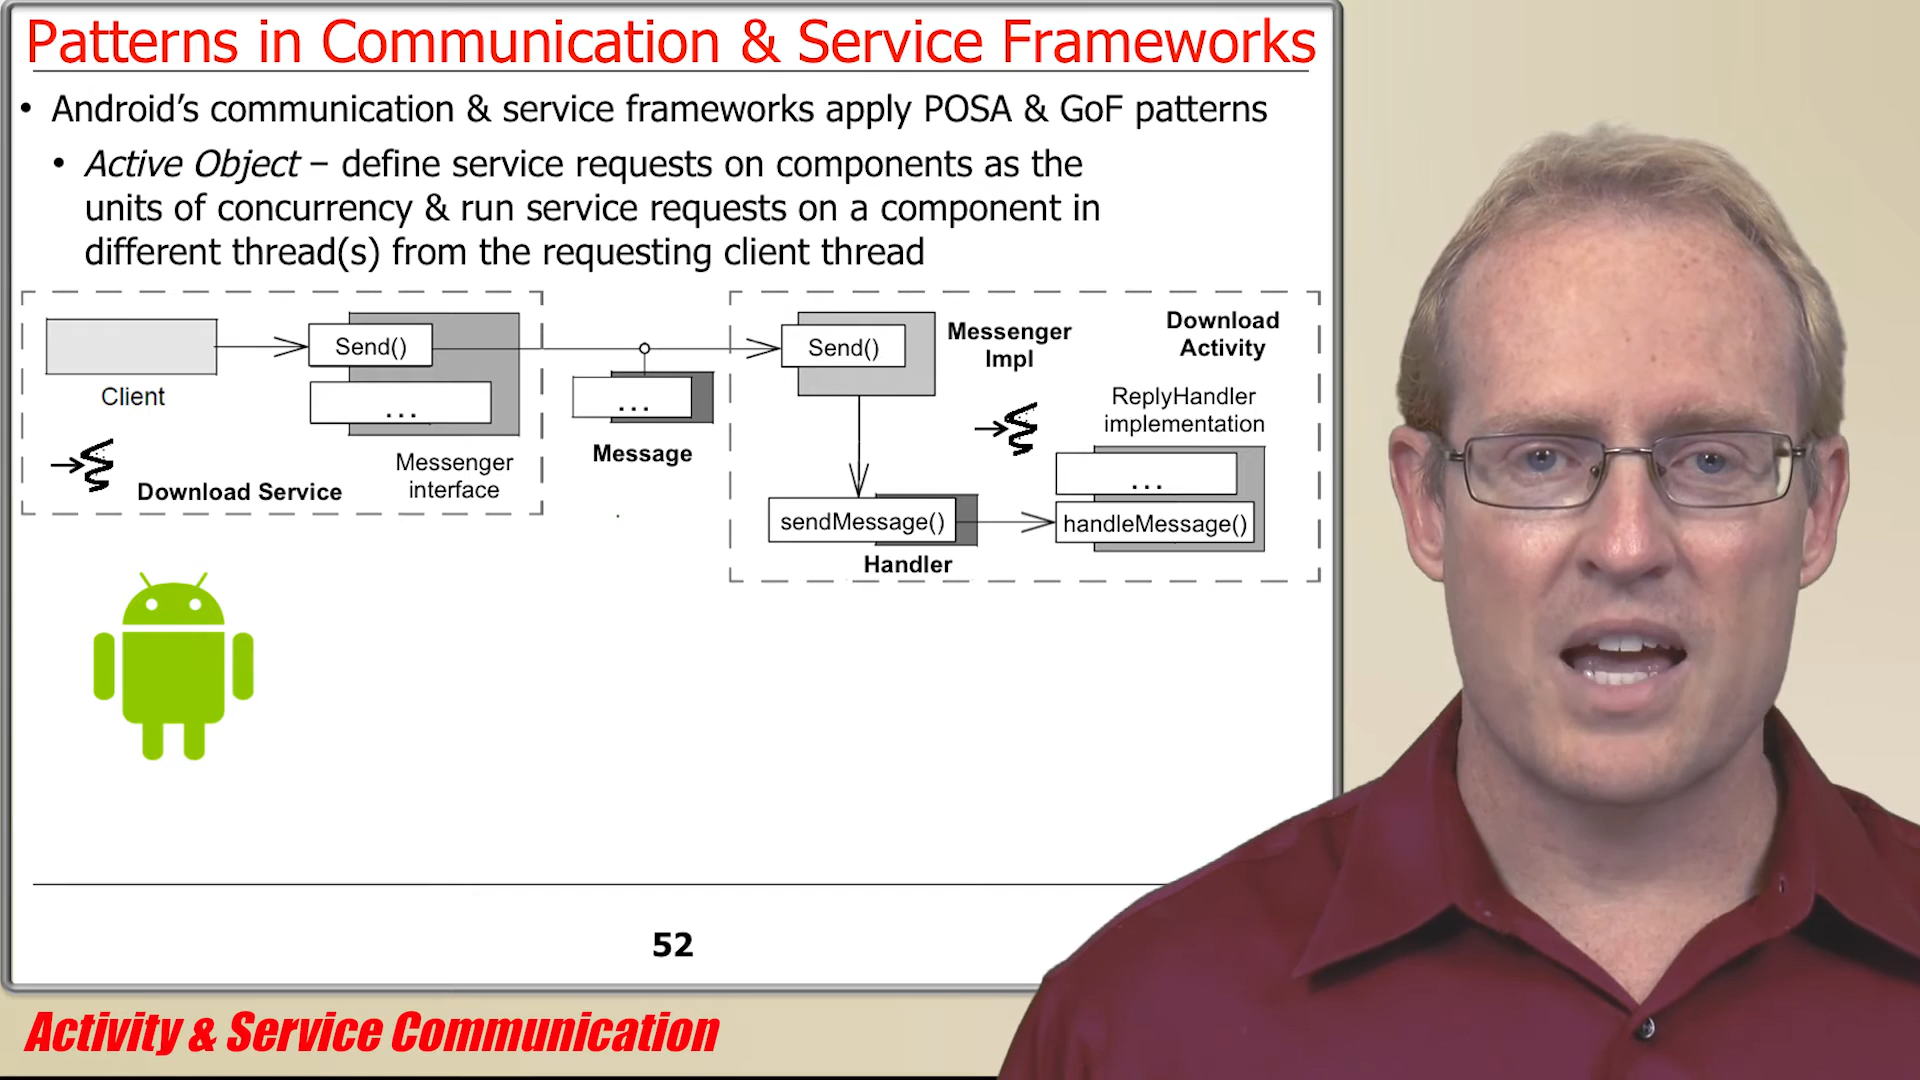 Patterns in Communication & Service Frameworks
• Android's communication & service frameworks apply POSA & GoF patterns
• Active Object – define service requests on components as the
units of concurrency & run service requests on a component in
different thread(s) from the requesting client thread
Client
Send()
...
Messenger
interface
Download Service
...
Message
Send()
Messenger
Impl
Download
Activity
ReplyHandler
implementation
...
sendMessage()
handleMessage()
Handler
52
Activity & Service Communication